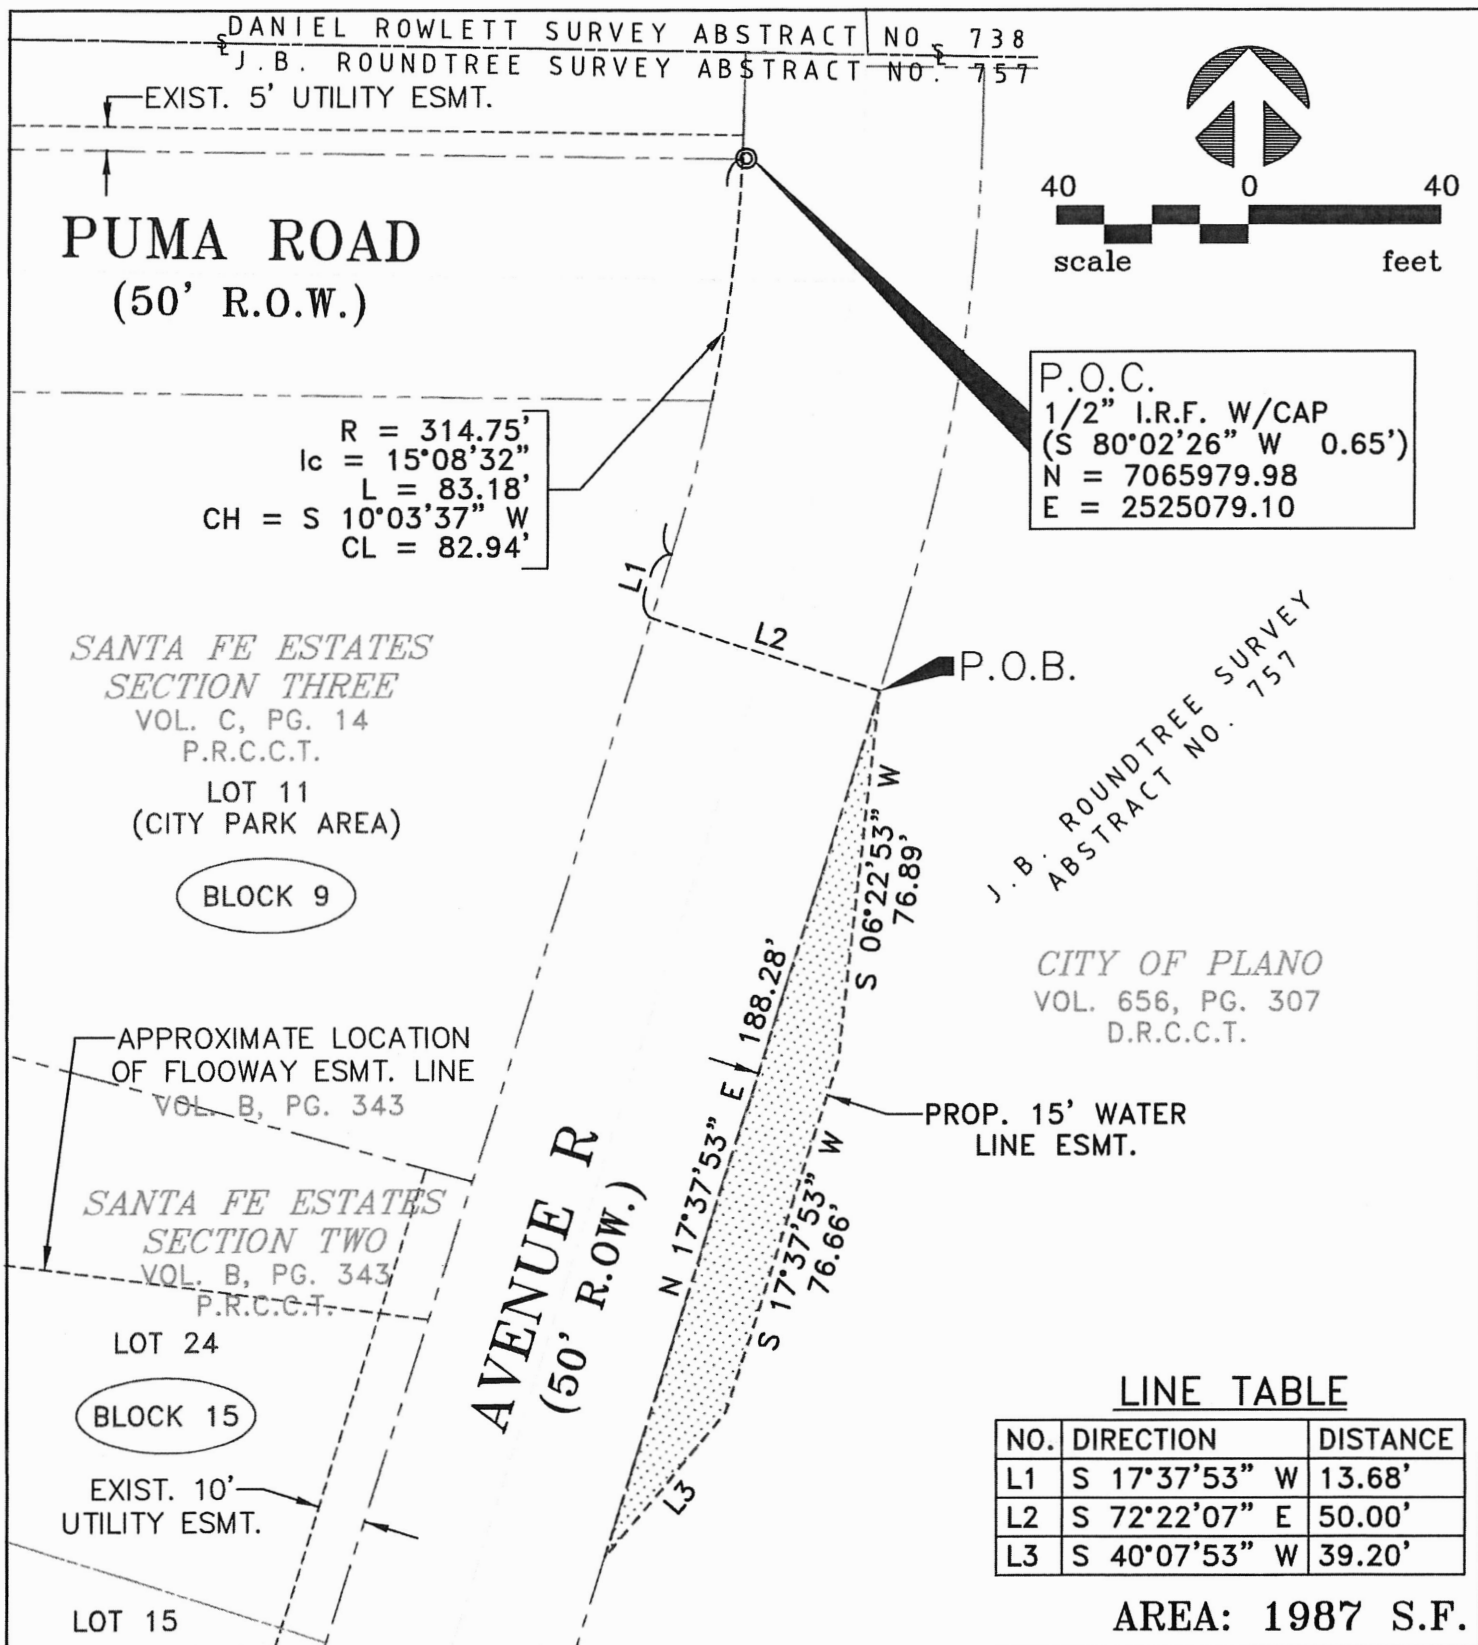 DANIEL ROWLETT SURVEY ABSTRACT NO. 738
J.B. ROUNDTREE SURVEY ABSTRACT NO. 757
EXIST. 5' UTILITY ESMT.
PUMA ROAD
(50' R.O.W.)
40 0 40
scale feet
P.O.C.
1/2" I.R.F. W/CAP
(S 80°02'26" W 0.65')
N = 7065979.98
E = 2525079.10
R = 314.75'
lc = 15°08'32"
L = 83.18'
CH = S 10°03'37" W
CL = 82.94'
L1
L2
P.O.B.
SANTA FE ESTATES
SECTION THREE
VOL. C, PG. 14
P.R.C.C.T.
LOT 11
(CITY PARK AREA)
BLOCK 9
J.B. ROUNDTREE SURVEY
ABSTRACT NO. 757
S 06°22'53" W
76.89'
CITY OF PLANO
VOL. 656, PG. 307
D.R.C.C.T.
N 17°37'53" E 188.28'
APPROXIMATE LOCATION
OF FLOOWAY ESMT. LINE
VOL. B, PG. 343
PROP. 15' WATER
LINE ESMT.
S 17°37'53" W
76.66'
AVENUE R
(50' R.OW.)
SANTA FE ESTATES
SECTION TWO
VOL. B, PG. 343
P.R.C.C.T.
LOT 24
BLOCK 15
EXIST. 10'
UTILITY ESMT.
LOT 15
L3
LINE TABLE
NO. DIRECTION DISTANCE
L1 S 17°37'53" W 13.68'
L2 S 72°22'07" E 50.00'
L3 S 40°07'53" W 39.20'
AREA: 1987 S.F.